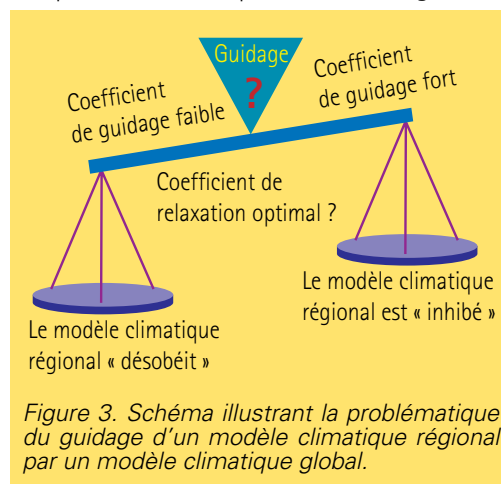 Guidage
?
Coefficient
de guidage faible
Coefficient
de guidage fort
Coefficient de
relaxation optimal ?
Le modèle climatique
régional « désobéit »
Le modèle climatique
régional est « inhibé »
Figure 3. Schéma illustrant la problématique
du guidage d'un modèle climatique régional
par un modèle climatique global.